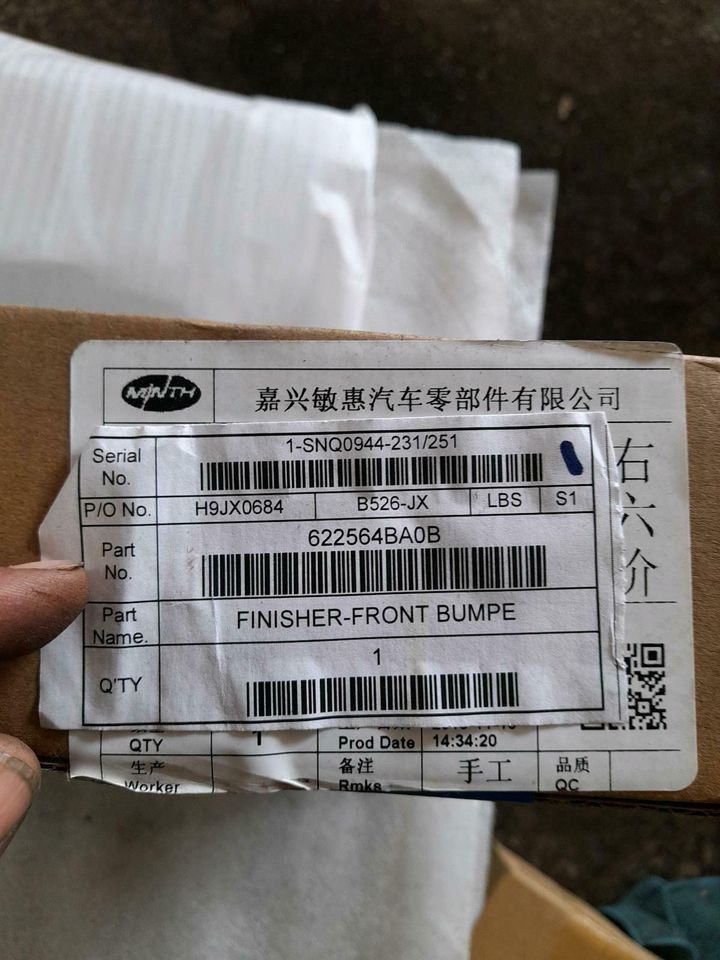 MINTH
嘉兴敏惠汽车零部件有限公司
Serial No.
1-SNQ0944-231/251
P/O No.
H9JX0684
B526-JX
LBS
S1
Part No.
622564BA0B
Part Name.
FINISHER-FRONT BUMPE
Q'TY
1
右
六
介
QTY
1
Prod Date
14:34:20
生产
Worker
备注
Rmks
手工
品质
QC